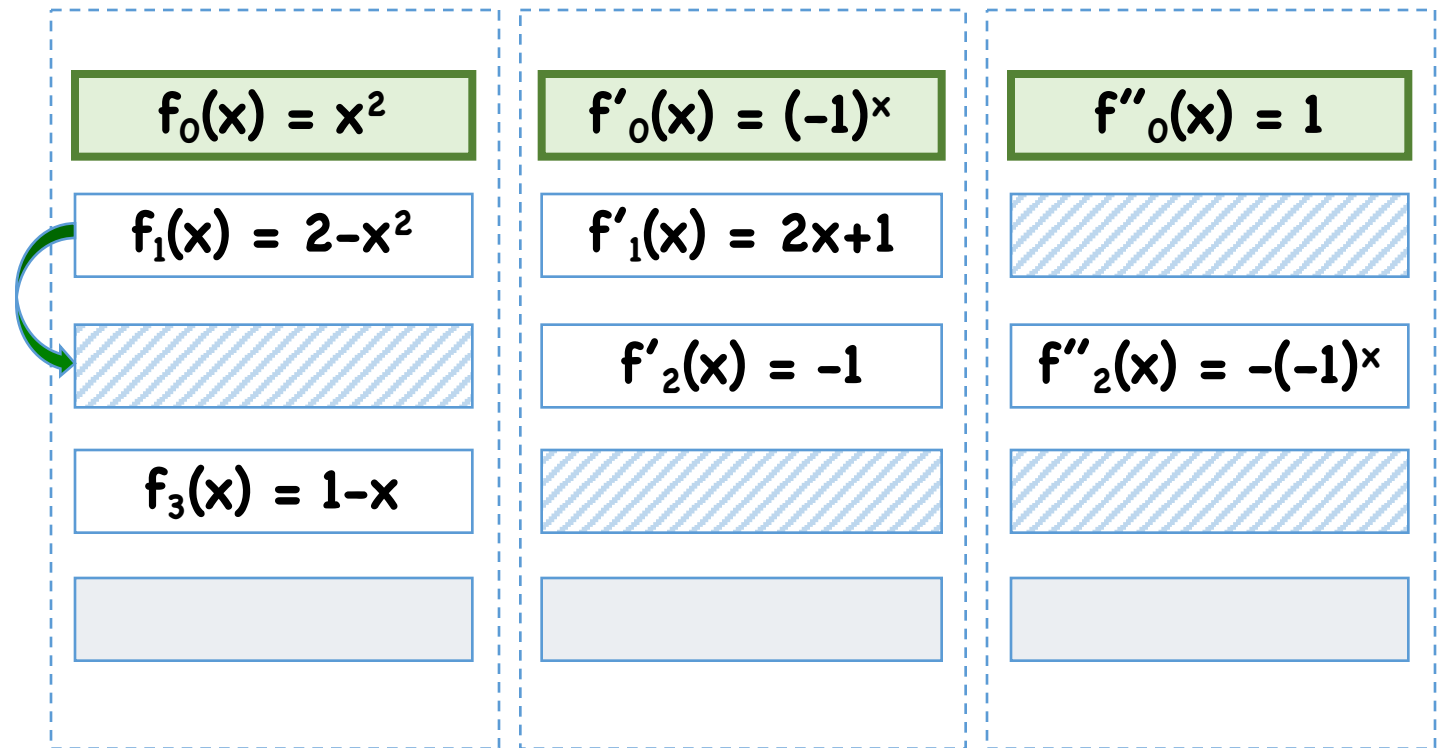 f₀(x) = x²
f₁(x) = 2-x²
f₃(x) = 1-x
f′₀(x) = (-1)ˣ
f′₁(x) = 2x+1
f′₂(x) = -1
f″₀(x) = 1
f″₂(x) = -(-1)ˣ